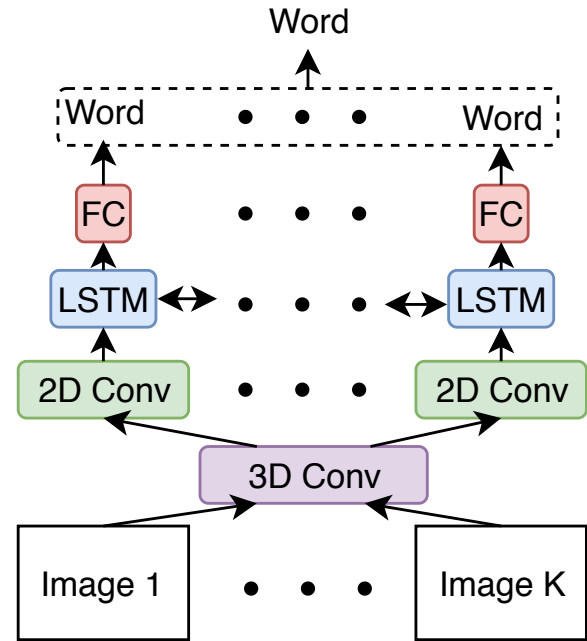 Word
Word Word
FC FC
LSTM LSTM
2D Conv 2D Conv
3D Conv
Image 1 Image K